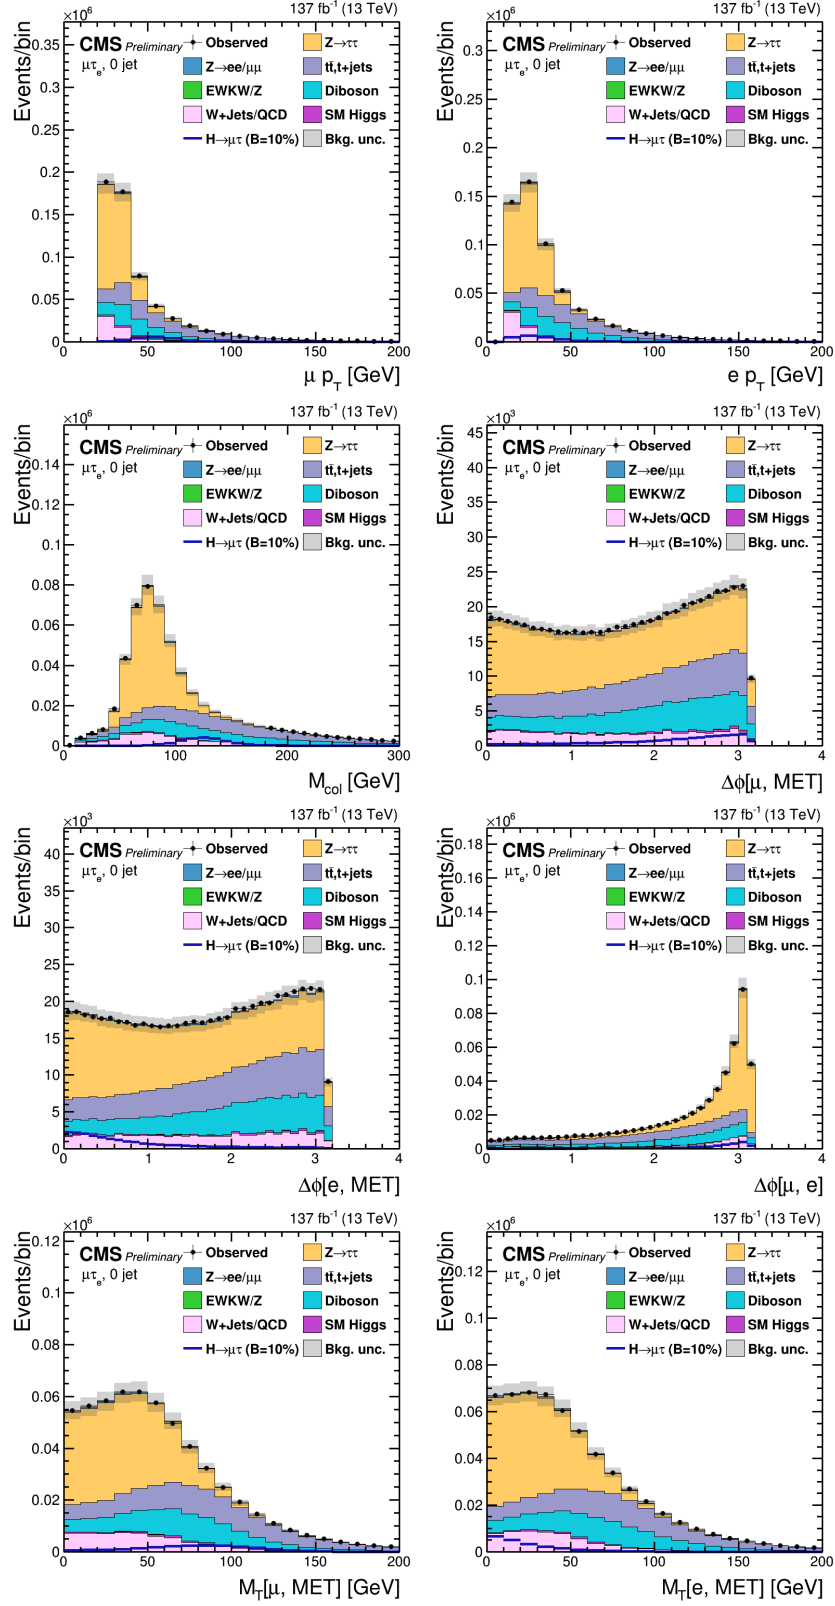 ×10⁶ 137 fb⁻¹ (13 TeV)
Events/bin
CMS Preliminary Observed Z→ττ
μτₑ, 0 jet Z→ee/μμ tt̄,t+jets
EWKW/Z Diboson
W+Jets/QCD SM Higgs
H→μτ (B=10%) Bkg. unc.
0.35
0.3
0.25
0.2
0.15
0.1
0.05
0
0 50 100 150 200
μ p_T [GeV]
×10⁶ 137 fb⁻¹ (13 TeV)
Events/bin
CMS Preliminary Observed Z→ττ
μτₑ, 0 jet Z→ee/μμ tt̄,t+jets
EWKW/Z Diboson
W+Jets/QCD SM Higgs
H→μτ (B=10%) Bkg. unc.
0.3
0.25
0.2
0.15
0.1
0.05
0
0 50 100 150 200
e p_T [GeV]
×10⁶ 137 fb⁻¹ (13 TeV)
Events/bin
CMS Preliminary Observed Z→ττ
μτₑ, 0 jet Z→ee/μμ tt̄,t+jets
EWKW/Z Diboson
W+Jets/QCD SM Higgs
H→μτ (B=10%) Bkg. unc.
0.14
0.12
0.1
0.08
0.06
0.04
0.02
0
0 100 200 300
M_col [GeV]
×10³ 137 fb⁻¹ (13 TeV)
Events/bin
CMS Preliminary Observed Z→ττ
μτₑ, 0 jet Z→ee/μμ tt̄,t+jets
EWKW/Z Diboson
W+Jets/QCD SM Higgs
H→μτ (B=10%) Bkg. unc.
45
40
35
30
25
20
15
10
5
0
0 1 2 3 4
Δϕ[μ, MET]
×10³ 137 fb⁻¹ (13 TeV)
Events/bin
CMS Preliminary Observed Z→ττ
μτₑ, 0 jet Z→ee/μμ tt̄,t+jets
EWKW/Z Diboson
W+Jets/QCD SM Higgs
H→μτ (B=10%) Bkg. unc.
40
35
30
25
20
15
10
5
0
0 1 2 3 4
Δϕ[e, MET]
×10⁶ 137 fb⁻¹ (13 TeV)
Events/bin
CMS Preliminary Observed Z→ττ
μτₑ, 0 jet Z→ee/μμ tt̄,t+jets
EWKW/Z Diboson
W+Jets/QCD SM Higgs
H→μτ (B=10%) Bkg. unc.
0.18
0.16
0.14
0.12
0.1
0.08
0.06
0.04
0.02
0
0 1 2 3 4
Δϕ[μ, e]
×10⁶ 137 fb⁻¹ (13 TeV)
Events/bin
CMS Preliminary Observed Z→ττ
μτₑ, 0 jet Z→ee/μμ tt̄,t+jets
EWKW/Z Diboson
W+Jets/QCD SM Higgs
H→μτ (B=10%) Bkg. unc.
0.12
0.1
0.08
0.06
0.04
0.02
0
0 50 100 150 200
M_T[μ, MET] [GeV]
×10⁶ 137 fb⁻¹ (13 TeV)
Events/bin
CMS Preliminary Observed Z→ττ
μτₑ, 0 jet Z→ee/μμ tt̄,t+jets
EWKW/Z Diboson
W+Jets/QCD SM Higgs
H→μτ (B=10%) Bkg. unc.
0.12
0.1
0.08
0.06
0.04
0.02
0
0 50 100 150 200
M_T[e, MET] [GeV]